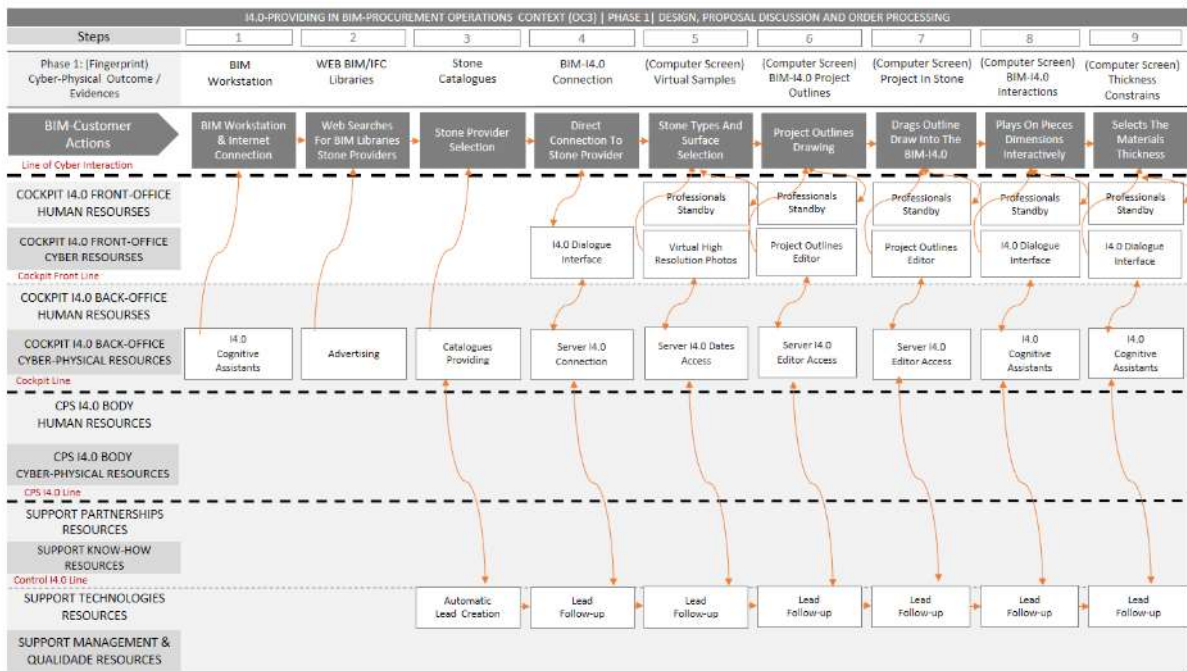 I4.0-PROVIDING IN BIM-PROCUREMENT OPERATIONS CONTEXT (OC3) | PHASE 1| DESIGN, PROPOSAL DISCUSSION AND ORDER PROCESSING
Steps
1
2
3
4
5
6
7
8
9
Phase 1: (Fingerprint)
Cyber-Physical Outcome /
Evidences
BIM
Workstation
WEB BIM/IFC
Libraries
Stone
Catalogues
BIM-I4.0
Connection
(Computer Screen)
Virtual Samples
(Computer Screen)
BIM-I4.0 Project
Outlines
(Computer Screen)
Project In Stone
(Computer Screen)
BIM-I4.0
Interactions
(Computer Screen)
Thickness
Constrains
BIM-Customer
Actions
BIM Workstation
& Internet
Connection
Web Searches
For BIM Libraries
Stone Providers
Stone Provider
Selection
Direct
Connection To
Stone Provider
Stone Types And
Surface
Selection
Project Outlines
Drawing
Drags Outline
Draw Into The
BIM-I4.0
Plays On Pieces
Dimensions
Interactively
Selects The
Materials
Thickness
Line of Cyber Interaction
COCKPIT I4.0 FRONT-OFFICE
HUMAN RESOURSES
Professionals
Standby
Professionals
Standby
Professionals
Standby
Professionals
Standby
Professionals
Standby
COCKPIT I4.0 FRONT-OFFICE
CYBER RESOURSES
I4.0 Dialogue
Interface
Virtual High
Resolution Photos
Project Outlines
Editor
Project Outlines
Editor
I4.0 Dialogue
Interface
I4.0 Dialogue
Interface
Cockpit Front Line
COCKPIT I4.0 BACK-OFFICE
HUMAN RESOURSES
COCKPIT I4.0 BACK-OFFICE
CYBER-PHYSICAL RESOURCES
I4.0
Cognitive
Assistants
Advertising
Catalogues
Providing
Server I4.0
Connection
Server I4.0 Dates
Access
Server I4.0
Editor Access
Server I4.0
Editor Access
I4.0
Cognitive
Assistants
I4.0
Cognitive
Assistants
Cockpit Line
CPS I4.0 BODY
HUMAN RESOURCES
CPS I4.0 BODY
CYBER-PHYSICAL RESOURCES
CPS I4.0 Line
SUPPORT PARTNERSHIPS
RESOURCES
SUPPORT KNOW-HOW
RESOURCES
Control I4.0 Line
SUPPORT TECHNOLOGIES
RESOURCES
Automatic
Lead Creation
Lead
Follow-up
Lead
Follow-up
Lead
Follow-up
Lead
Follow-up
Lead
Follow-up
Lead
Follow-up
SUPPORT MANAGEMENT &
QUALIDADE RESOURCES